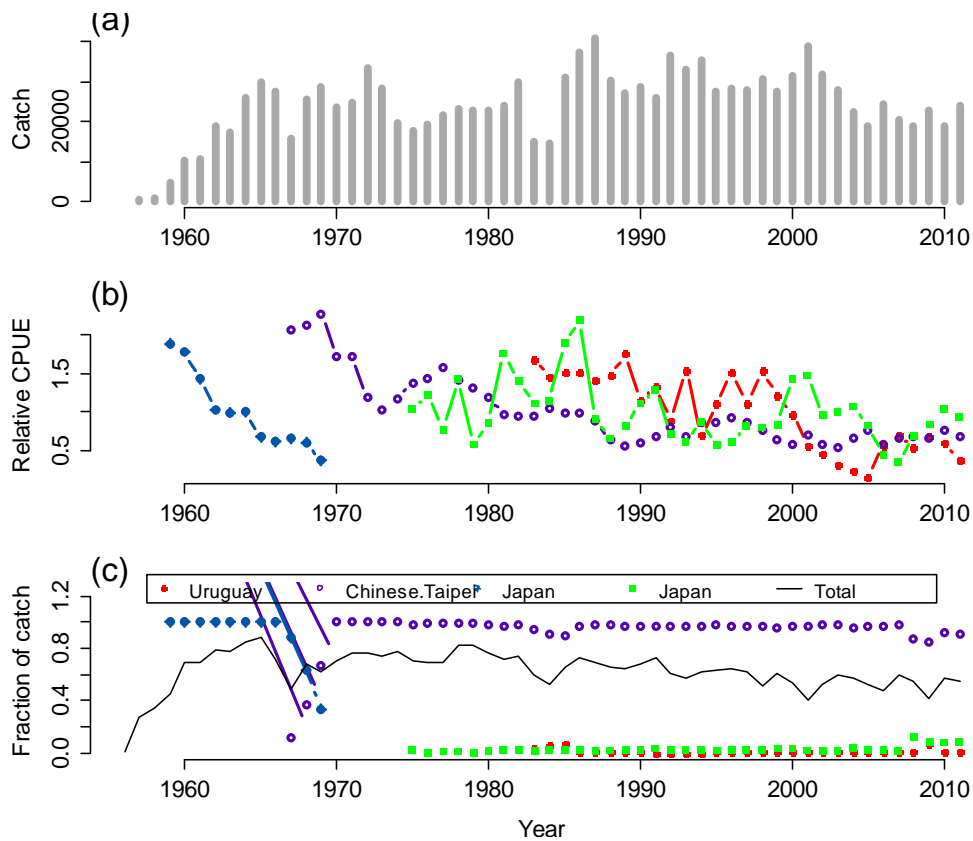 (a)
Catch
0 20000
1960 1970 1980 1990 2000 2010
(b)
Relative CPUE
0.5 1.5
1960 1970 1980 1990 2000 2010
(c)
Uruguay Chinese.Taipei Japan Japan Total
Fraction of catch
0.0 0.4 0.8 1.2
1960 1970 1980 1990 2000 2010
Year